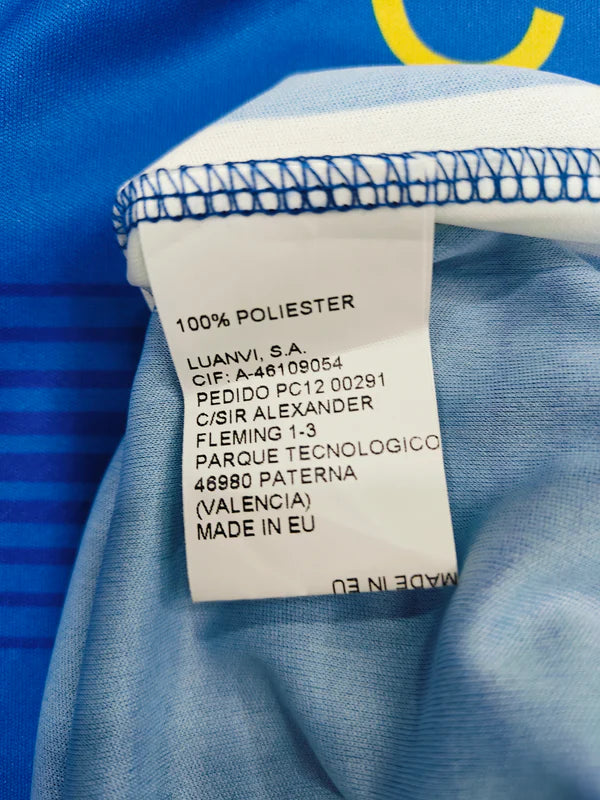 100% POLIESTER
LUANVI, S.A.
CIF: A-46109054
PEDIDO PC12 00291
C/SIR ALEXANDER
FLEMING 1-3
PARQUE TECNOLOGICO
46980 PATERNA
(VALENCIA)
MADE IN EU
MADE IN EU